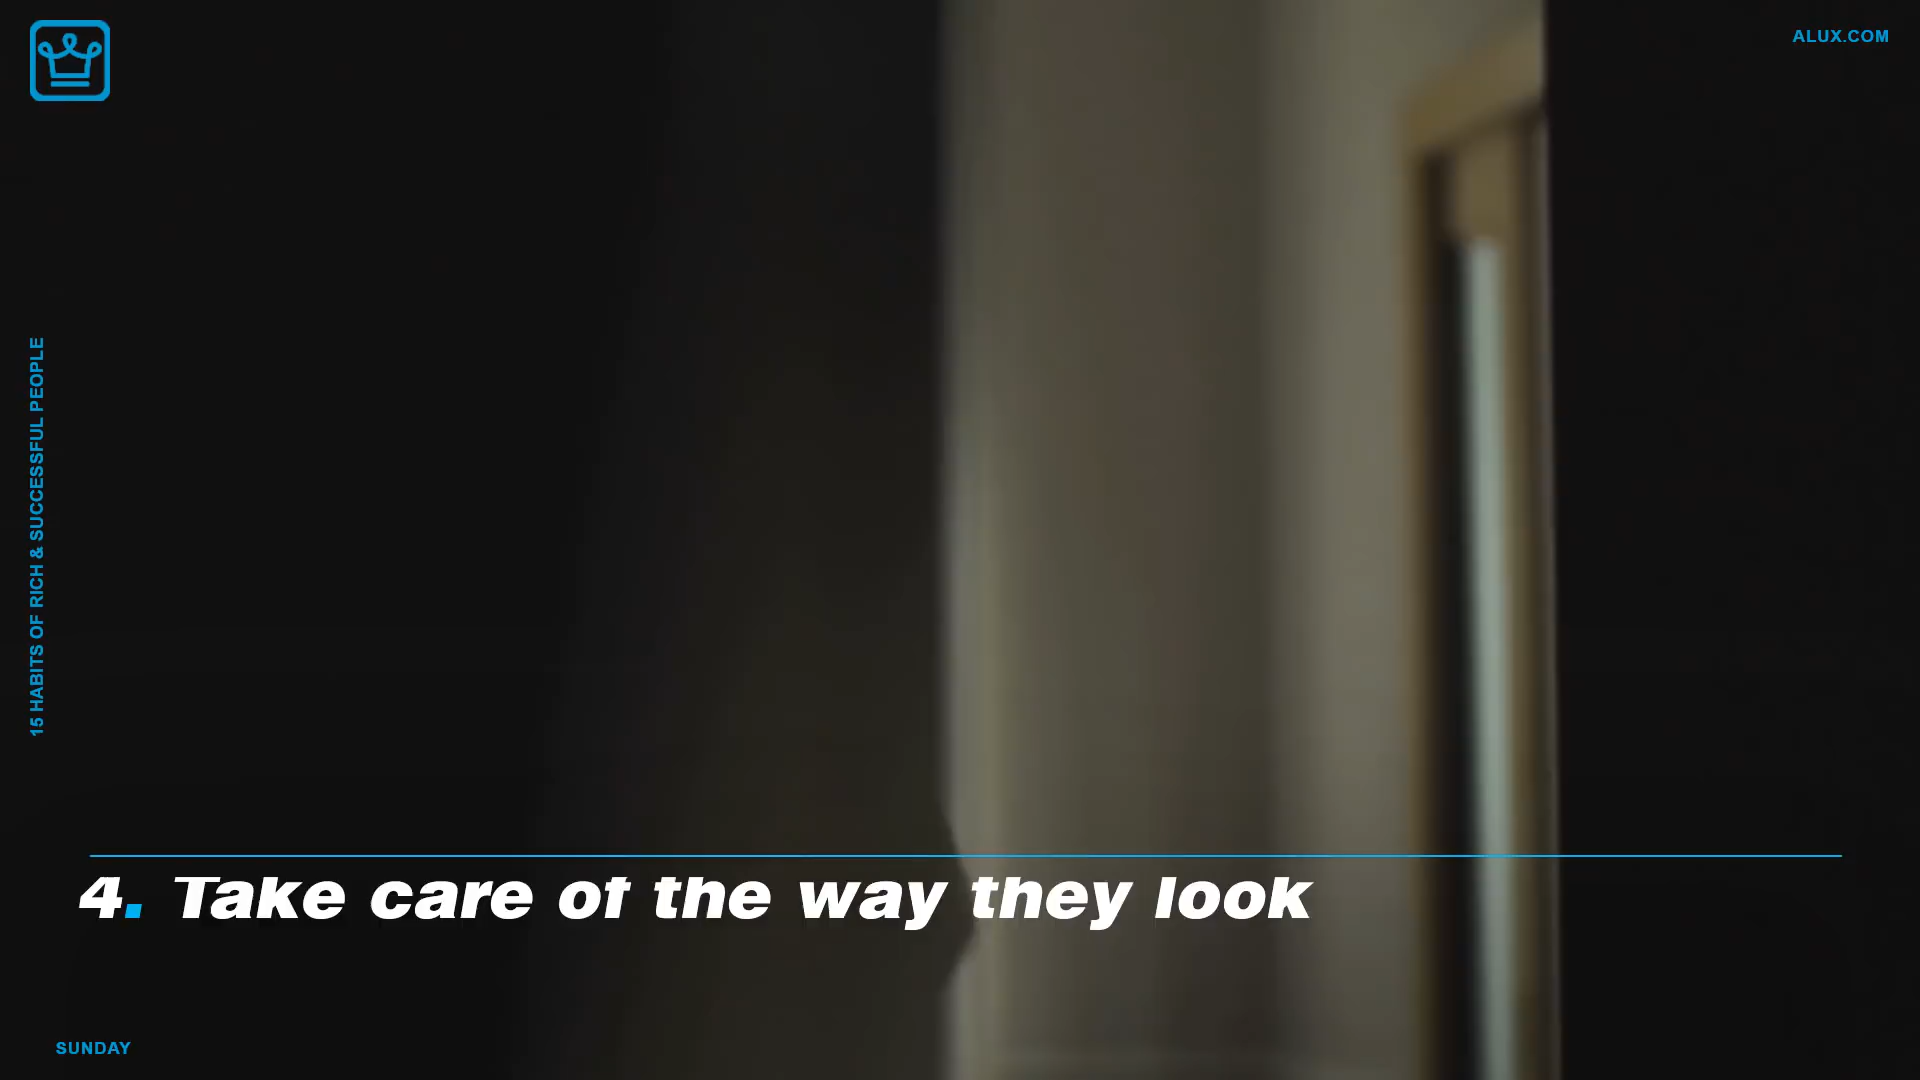 ALUX.COM
15 HABITS OF RICH & SUCCESSFUL PEOPLE
4. Take care of the way they look
SUNDAY